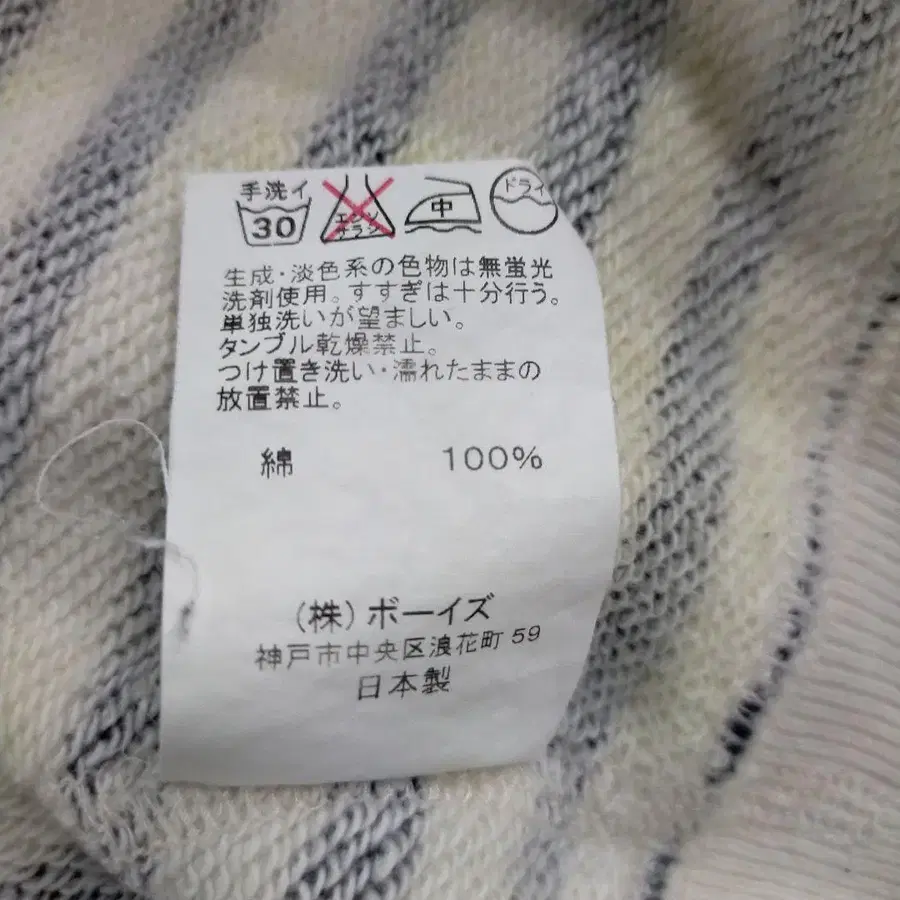 手洗イ
30
エンソ
サラシ
中
ドライ
生成・淡色系の色物は無蛍光
洗剤使用。すすぎは十分行う。
単独洗いが望ましい。
タンブル乾燥禁止。
つけ置き洗い・濡れたままの
放置禁止。
綿 100%
(株)ボーイズ
神戸市中央区浪花町 59
日本製